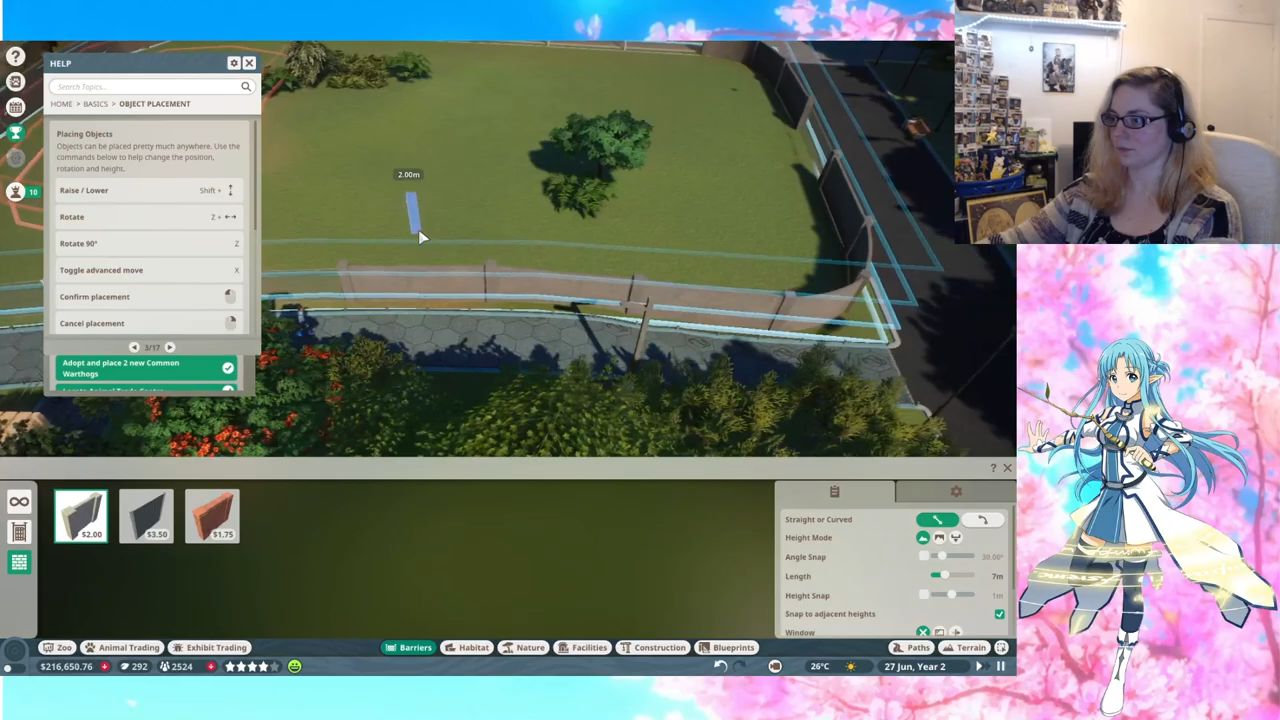 HELP
Search Topics...
HOME > BASICS > OBJECT PLACEMENT
Placing Objects
Objects can be placed pretty much anywhere. Use the
commands below to help change the position,
rotation and height.
Raise / Lower Shift +
Rotate Z +
Rotate 90° Z
Toggle advanced move X
Confirm placement
Cancel placement
3/17
Adopt and place 2 new Common
Warthogs
10
2.00m
$2.00 $3.50 $1.75
Straight or Curved
Height Mode
Angle Snap 30.00°
Length 7m
Height Snap 1m
Snap to adjacent heights
Window
Zoo Animal Trading Exhibit Trading Barriers Habitat Nature Facilities Construction Blueprints Paths Terrain
$216,650.76 292 2524 26°C 27 Jun, Year 2